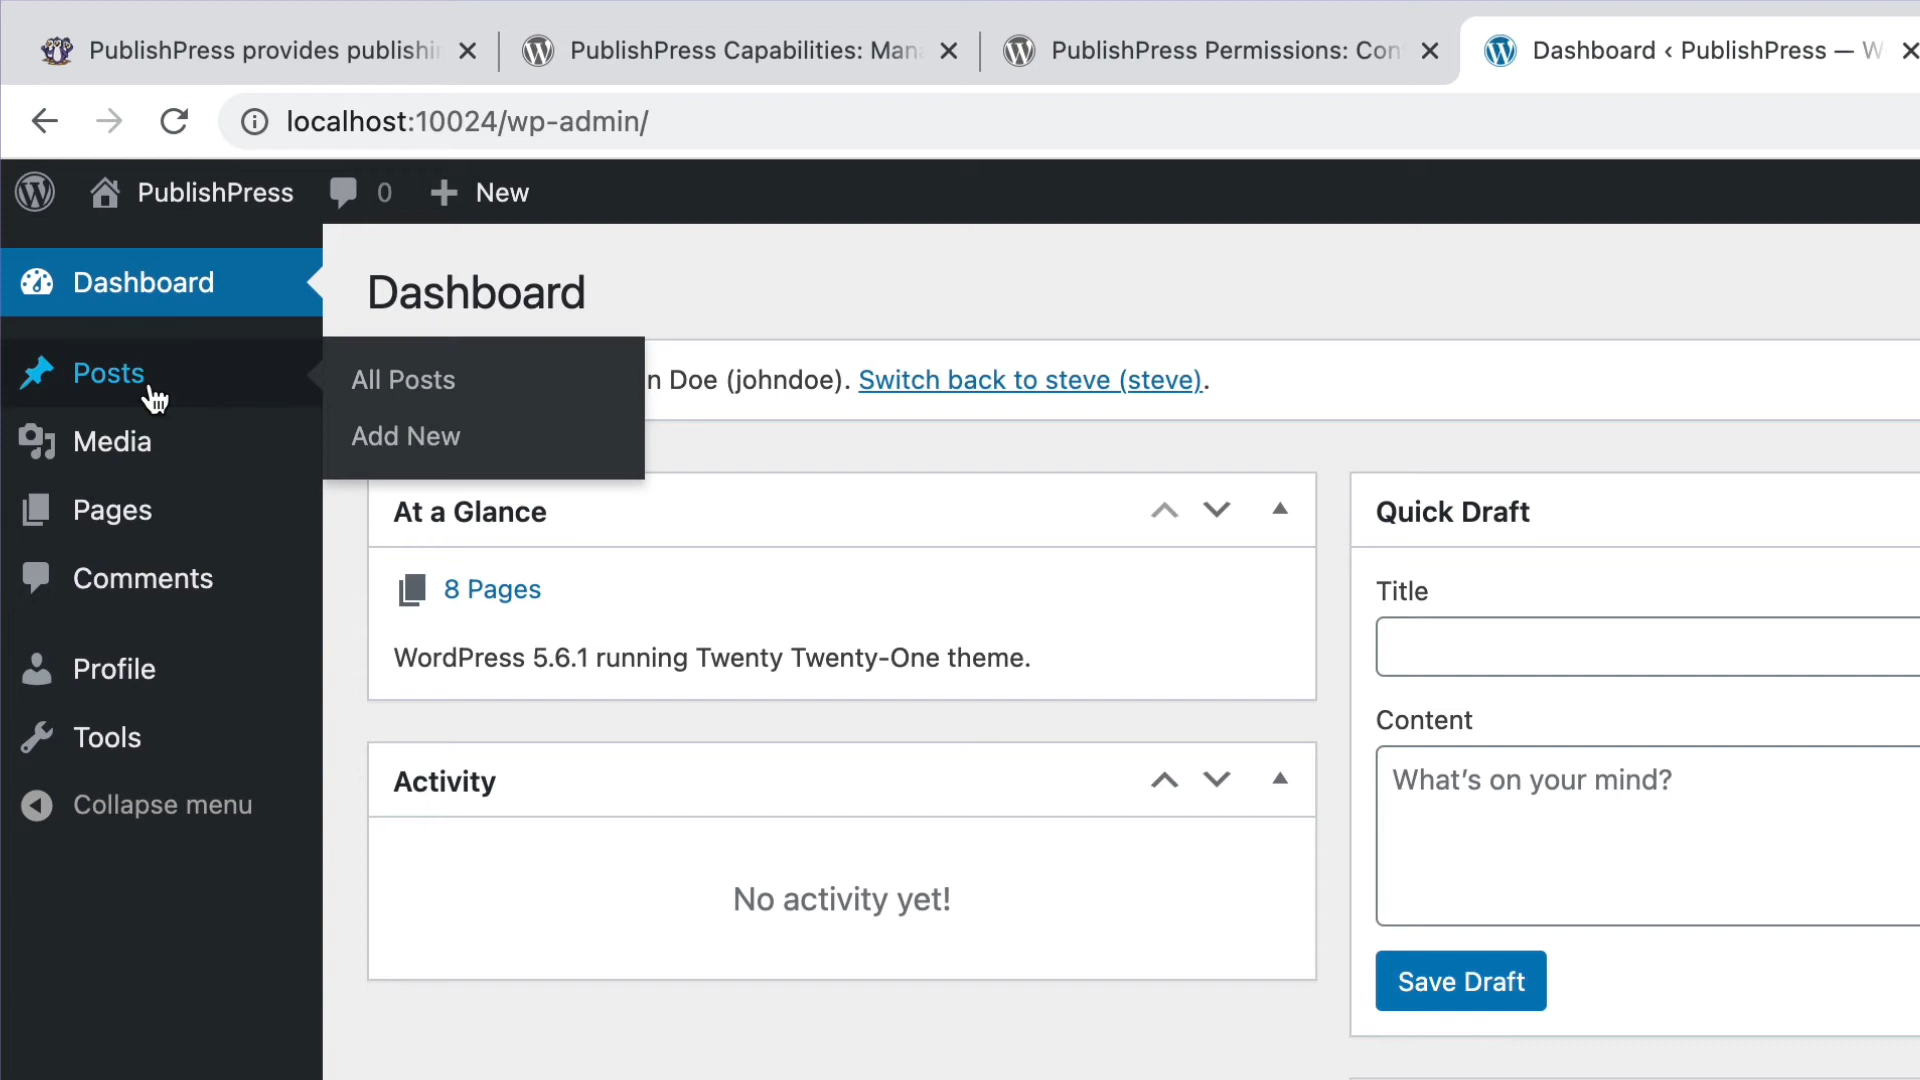 PublishPress provides publishin
PublishPress Capabilities: Mana
PublishPress Permissions: Con
Dashboard ‹ PublishPress — W
localhost:10024/wp-admin/
PublishPress 0 New
Dashboard
Dashboard
Posts
All Posts
Add New
n Doe (johndoe). Switch back to steve (steve).
Media
Pages
Comments
Profile
Tools
Collapse menu
At a Glance
8 Pages
WordPress 5.6.1 running Twenty Twenty-One theme.
Activity
No activity yet!
Quick Draft
Title
Content
What's on your mind?
Save Draft